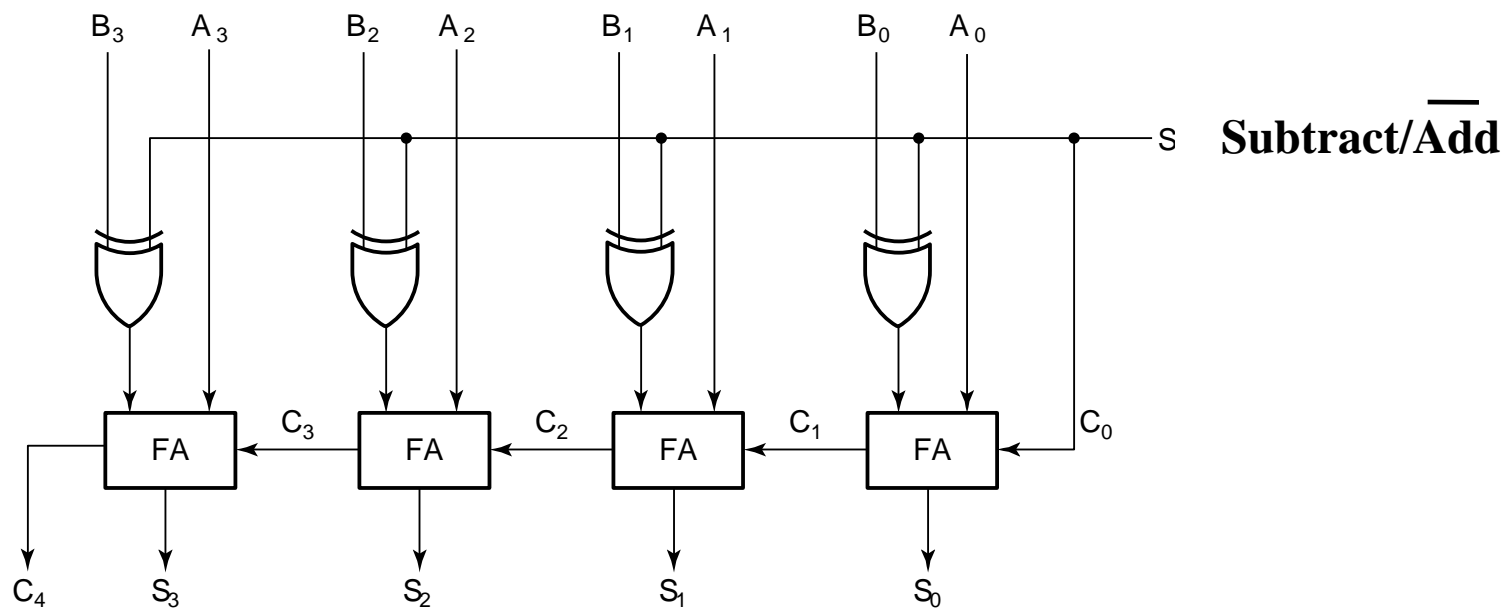 B₃ A₃ B₂ A₂ B₁ A₁ B₀ A₀
S Subtract/A̅d̅d̅
C₃ C₂ C₁ C₀
FA FA FA FA
C₄ S₃ S₂ S₁ S₀